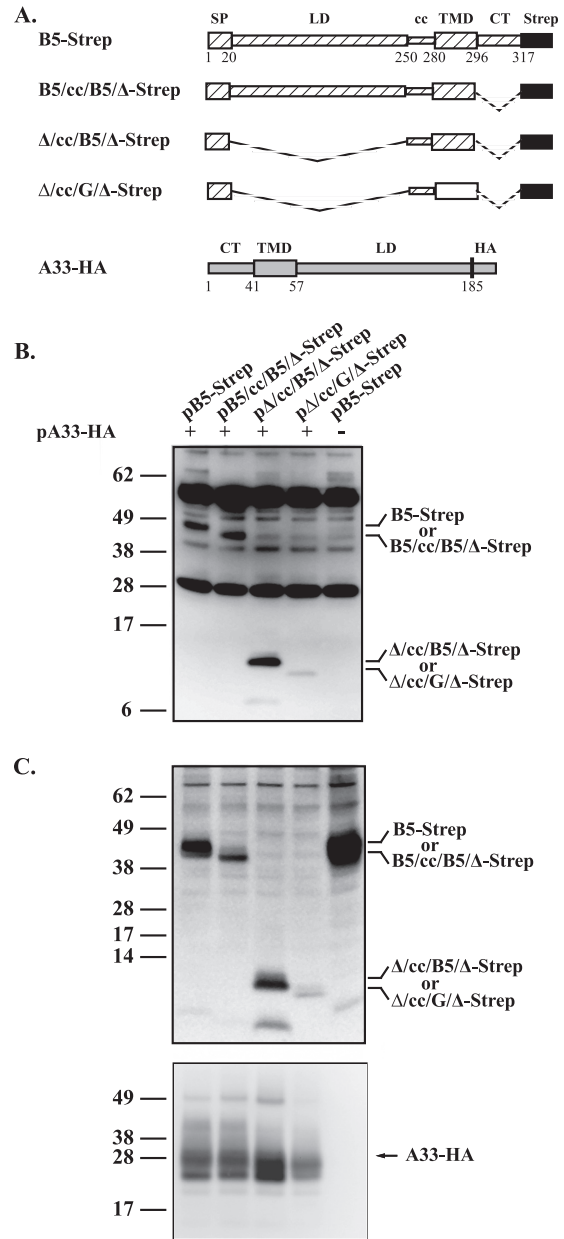 A.
SP LD cc TMD CT Strep
B5-Strep
1 20 250 280 296 317
B5/cc/B5/Δ-Strep
Δ/cc/B5/Δ-Strep
Δ/cc/G/Δ-Strep
CT TMD LD HA
A33-HA
1 41 57 185
B.
pB5-Strep
pB5/cc/B5/Δ-Strep
pΔ/cc/B5/Δ-Strep
pΔ/cc/G/Δ-Strep
pB5-Strep
pA33-HA + + + + -
62
49
38
28
17
6
B5-Strep
or
B5/cc/B5/Δ-Strep
Δ/cc/B5/Δ-Strep
or
Δ/cc/G/Δ-Strep
C.
62
49
38
28
17
14
B5-Strep
or
B5/cc/B5/Δ-Strep
Δ/cc/B5/Δ-Strep
or
Δ/cc/G/Δ-Strep
49
38
28
17
A33-HA